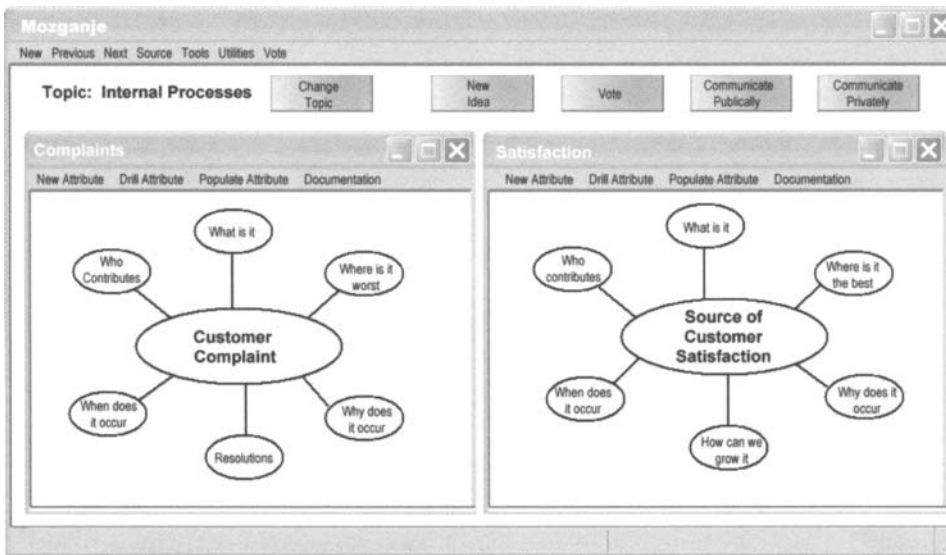 Mozganje
New Previous Next Source Tools Utilities Vote
Topic: Internal Processes
Change
Topic
New
Idea
Vote
Communicate
Publically
Communicate
Privately
Complaints
New Attribute Drill Attribute Populate Attribute Documentation
What is it
Who
Contributes
Where is it
worst
Customer
Complaint
When does
it occur
Why does
it occur
Resolutions
Satisfaction
New Attribute Drill Attribute Populate Attribute Documentation
What is it
Who
contributes
Where is it
the best
Source of
Customer
Satisfaction
When does
it occur
Why does it
occur
How can we
grow it